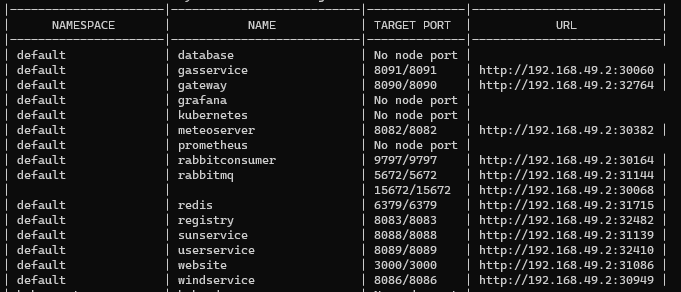 NAMESPACE | NAME | TARGET PORT | URL
default | database | No node port |
default | gasservice | 8091/8091 | http://192.168.49.2:30060
default | gateway | 8090/8090 | http://192.168.49.2:32764
default | grafana | No node port |
default | kubernetes | No node port |
default | meteoserver | 8082/8082 | http://192.168.49.2:30382
default | prometheus | No node port |
default | rabbitconsumer | 9797/9797 | http://192.168.49.2:30164
default | rabbitmq | 5672/5672 | http://192.168.49.2:31144
| | 15672/15672 | http://192.168.49.2:30068
default | redis | 6379/6379 | http://192.168.49.2:31715
default | registry | 8083/8083 | http://192.168.49.2:32482
default | sunservice | 8088/8088 | http://192.168.49.2:31139
default | userservice | 8089/8089 | http://192.168.49.2:32410
default | website | 3000/3000 | http://192.168.49.2:31086
default | windservice | 8086/8086 | http://192.168.49.2:30949